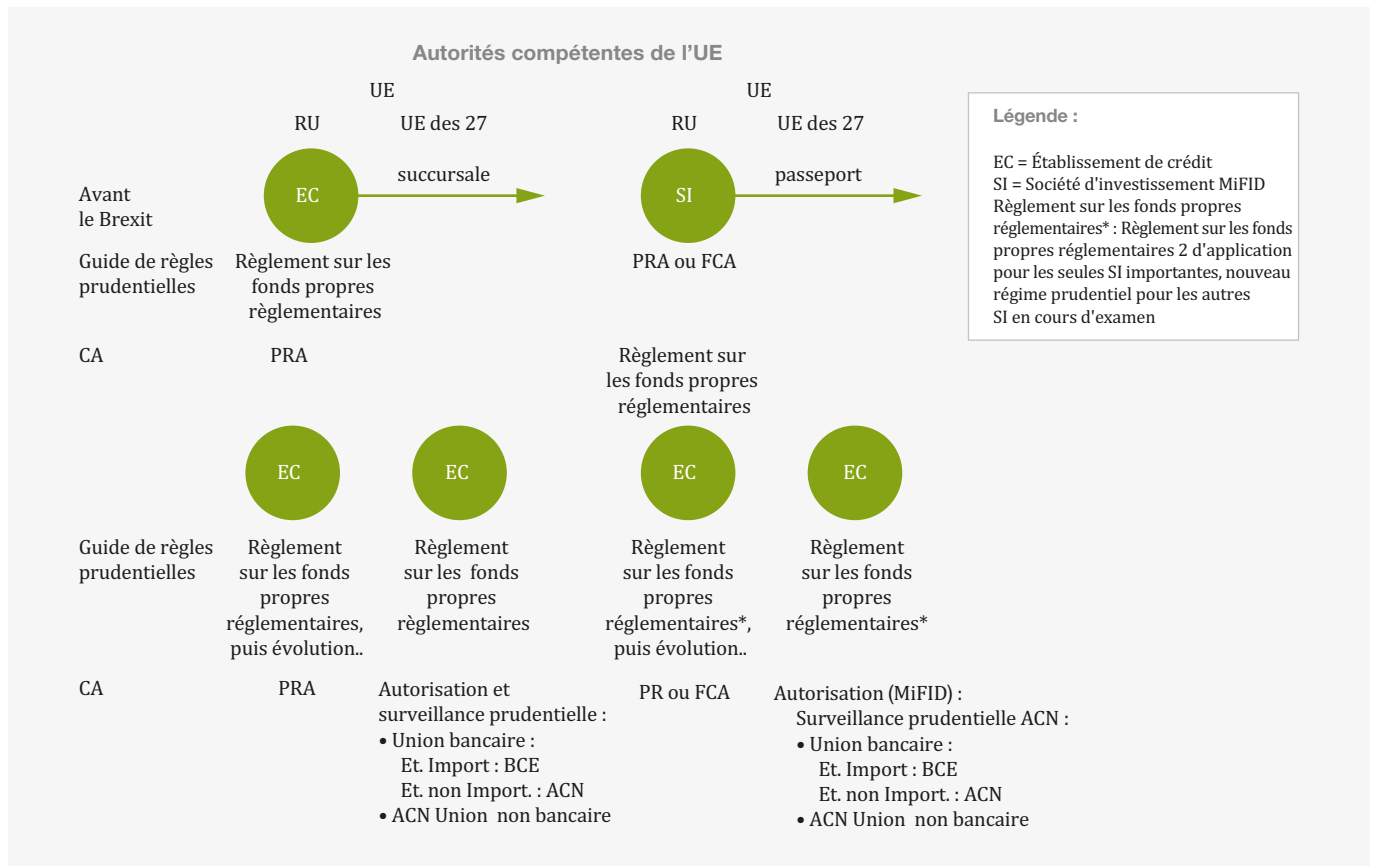 Autorités compétentes de l'UE
UE
UE
RU
UE des 27
RU
UE des 27
Avant
le Brexit
EC
succursale
SI
passeport
Guide de règles
prudentielles
Règlement sur les
fonds propres
règlementaires
PRA ou FCA
CA
PRA
Règlement sur
les fonds propres
réglementaires
EC
EC
EC
EC
Guide de règles
prudentielles
Règlement
sur les fonds
propres
réglementaires,
puis évolution..
Règlement
sur les fonds
propres
règlementaires
Règlement
sur les fonds
propres
réglementaires*,
puis évolution..
Règlement
sur les fonds
propres
réglementaires*
CA
PRA
Autorisation et
surveillance prudentielle :
• Union bancaire :
Et. Import : BCE
Et. non Import. : ACN
• ACN Union non bancaire
PR ou FCA
Autorisation (MiFID) :
Surveillance prudentielle ACN :
• Union bancaire :
Et. Import : BCE
Et. non Import. : ACN
• ACN Union non bancaire
Légende :
EC = Établissement de crédit
SI = Société d'investissement MiFID
Règlement sur les fonds propres
réglementaires* : Règlement sur les fonds
propres réglementaires 2 d'application
pour les seules SI importantes, nouveau
régime prudentiel pour les autres
SI en cours d'examen